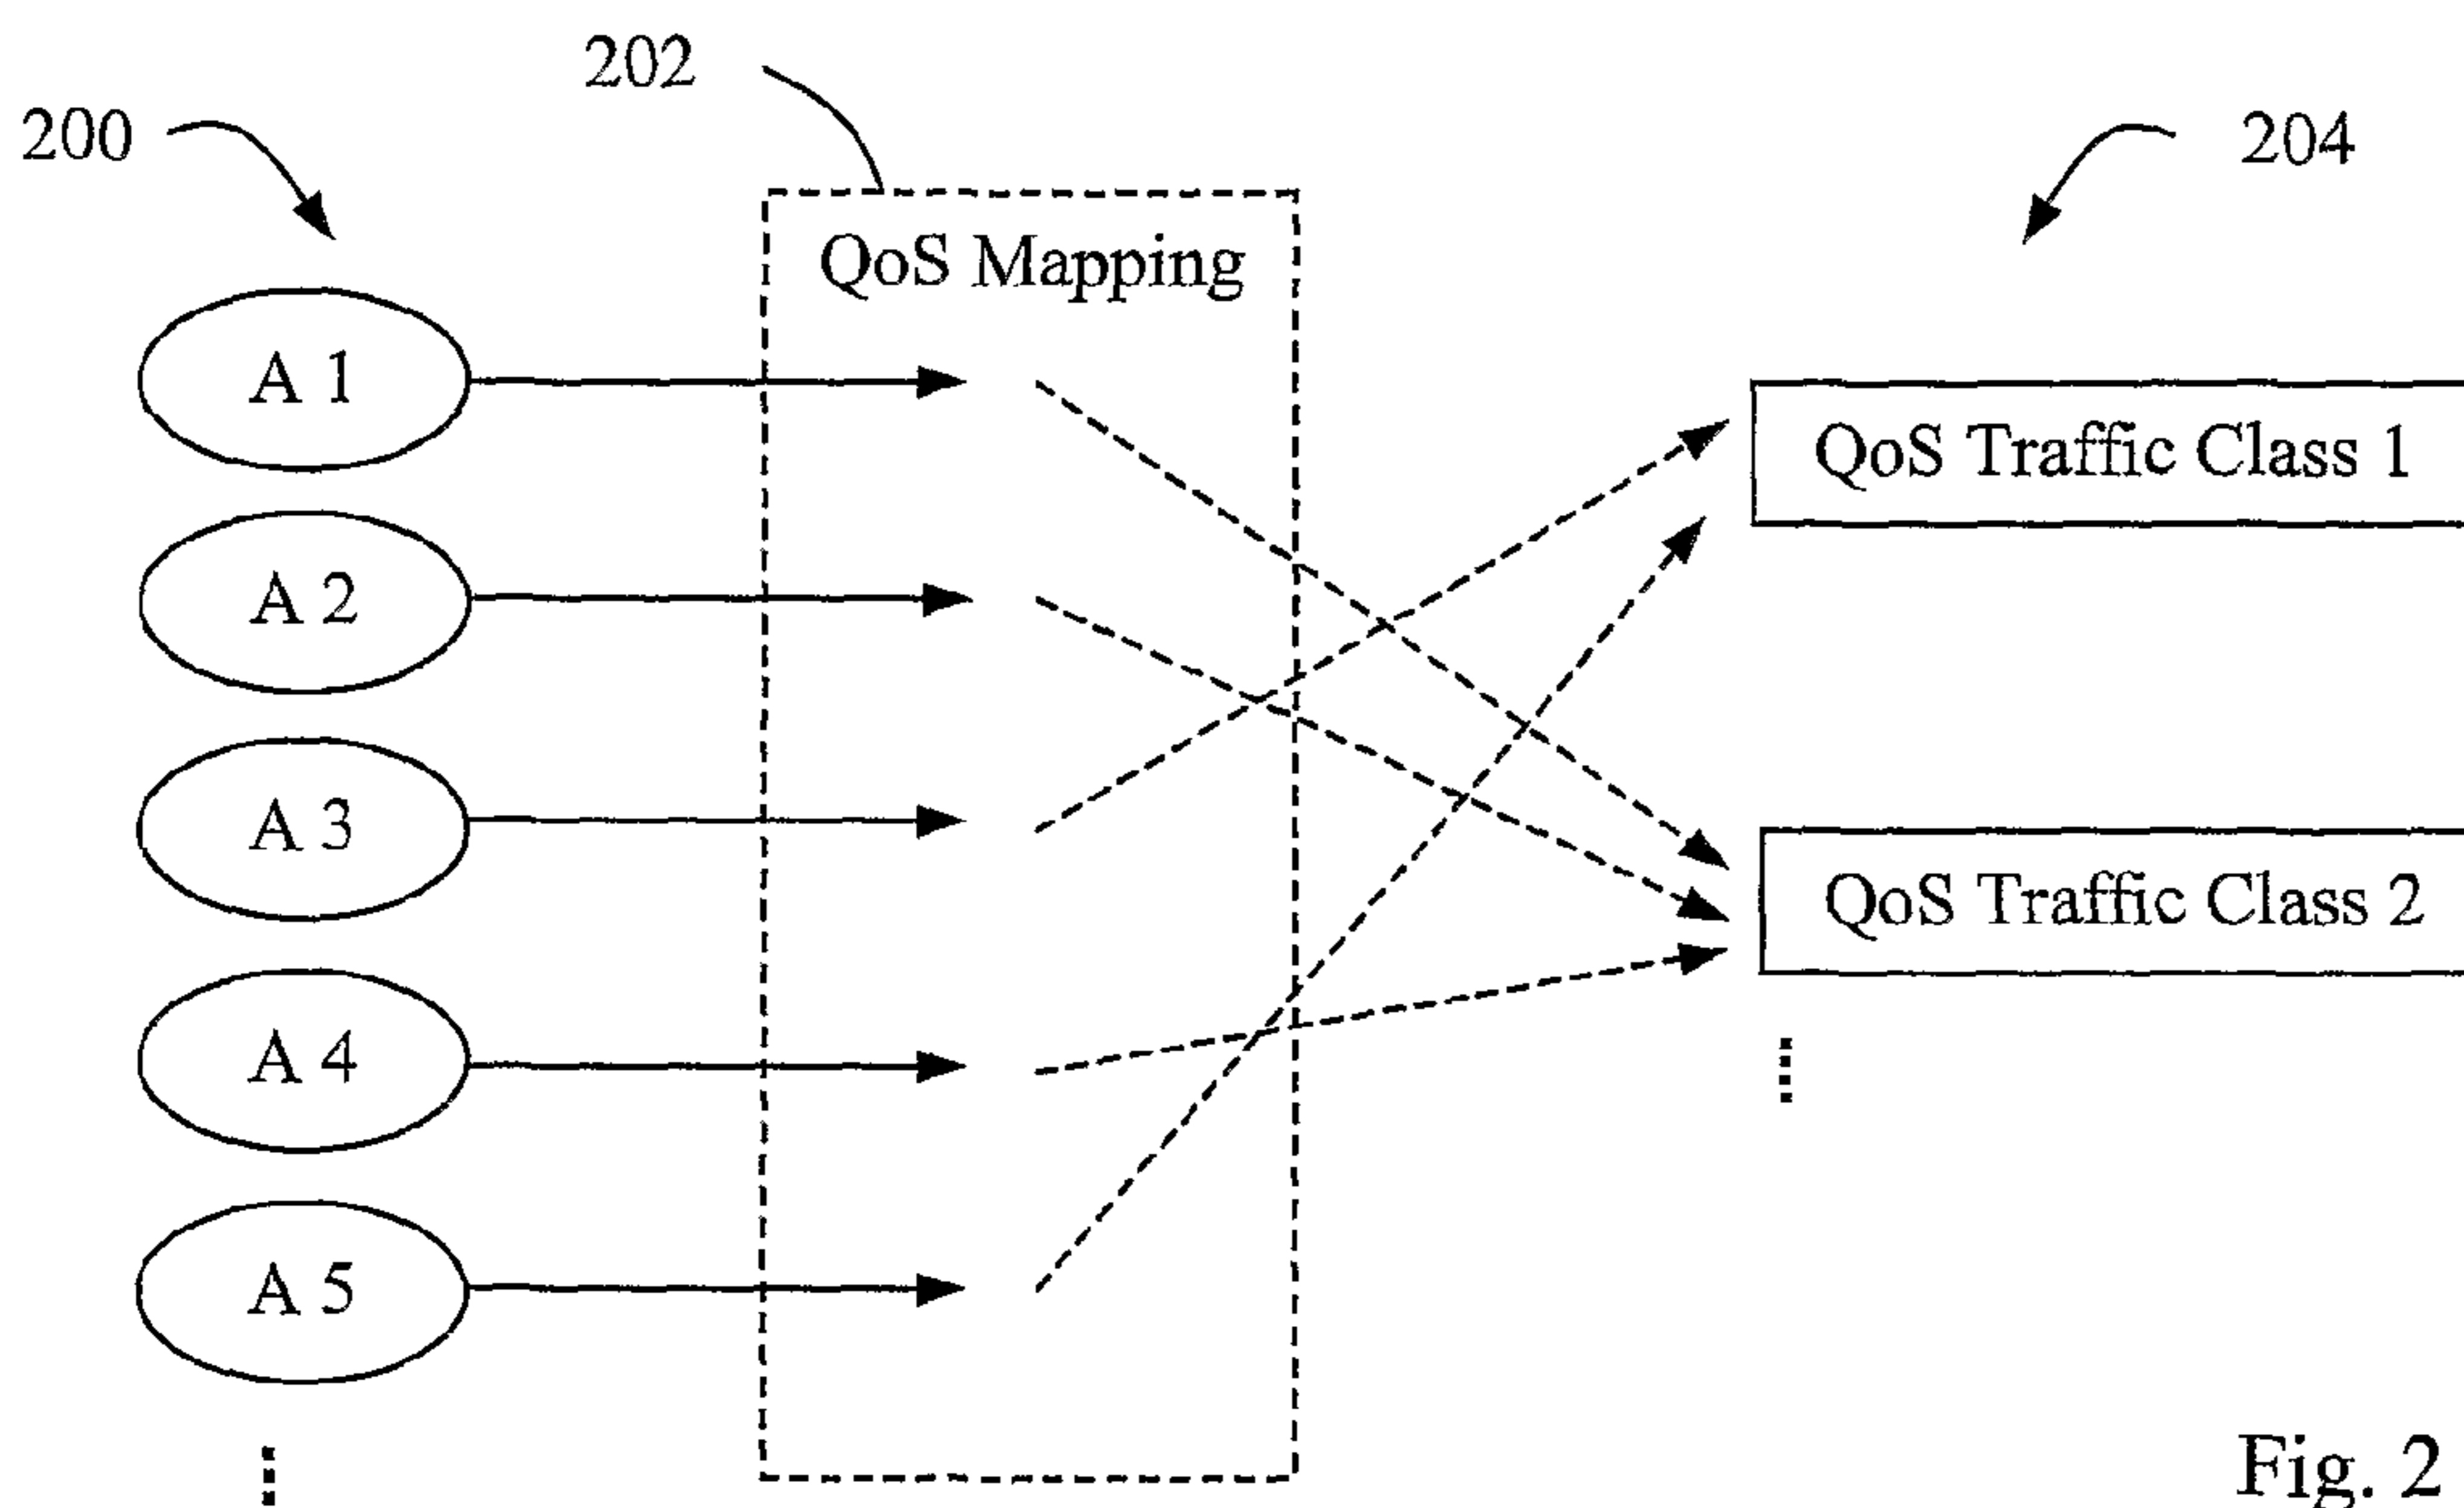 202
200
204
QoS Mapping
A 1
QoS Traffic Class 1
A 2
A 3
QoS Traffic Class 2
A 4
A 5
Fig. 2